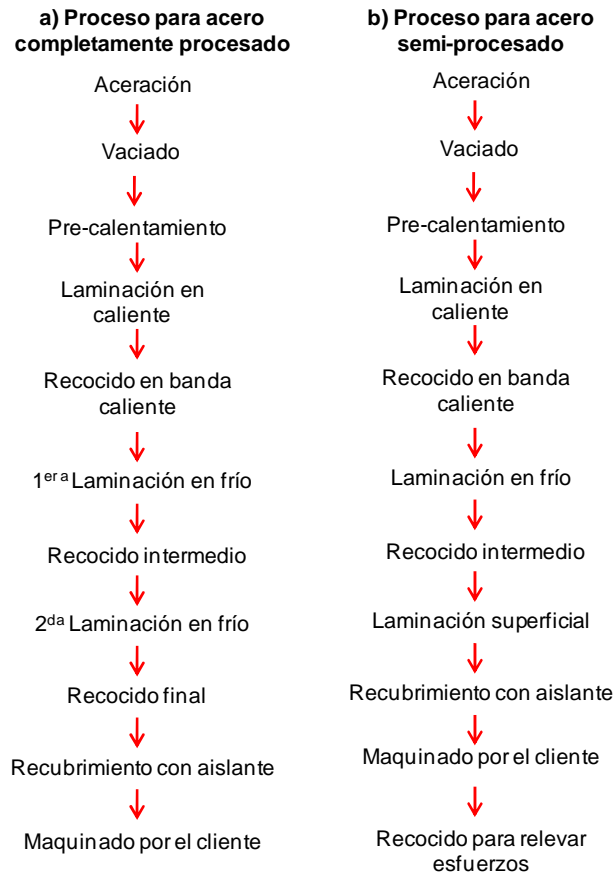 a) Proceso para acero
completamente procesado
Aceración
Vaciado
Pre-calentamiento
Laminación en
caliente
Recocido en banda
caliente
1er a Laminación en frío
Recocido intermedio
2da Laminación en frío
Recocido final
Recubrimiento con aislante
Maquinado por el cliente
b) Proceso para acero
semi-procesado
Aceración
Vaciado
Pre-calentamiento
Laminación en
caliente
Recocido en banda
caliente
Laminación en frío
Recocido intermedio
Laminación superficial
Recubrimiento con aislante
Maquinado por el cliente
Recocido para relevar
esfuerzos